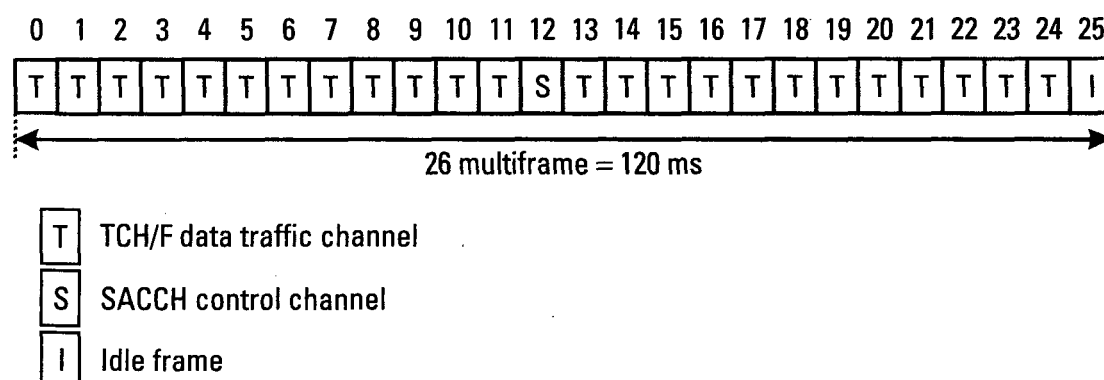 0 1 2 3 4 5 6 7 8 9 10 11 12 13 14 15 16 17 18 19 20 21 22 23 24 25
T T T T T T T T T T T T S T T T T T T T T T T T T I
26 multiframe = 120 ms
T TCH/F data traffic channel
S SACCH control channel
I Idle frame